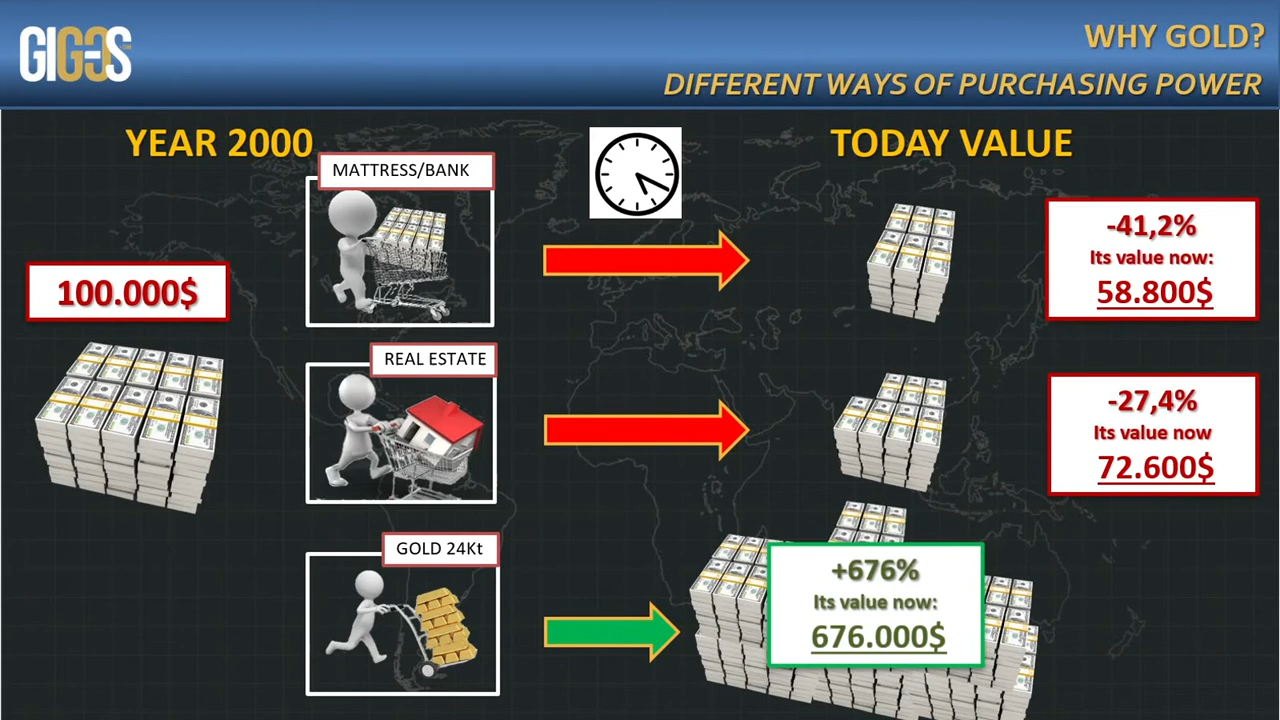 GIGOS
WHY GOLD?
DIFFERENT WAYS OF PURCHASING POWER
YEAR 2000
TODAY VALUE
MATTRESS/BANK
-41,2%
Its value now:
58.800$
100.000$
REAL ESTATE
-27,4%
Its value now
72.600$
GOLD 24Kt
+676%
Its value now:
676.000$